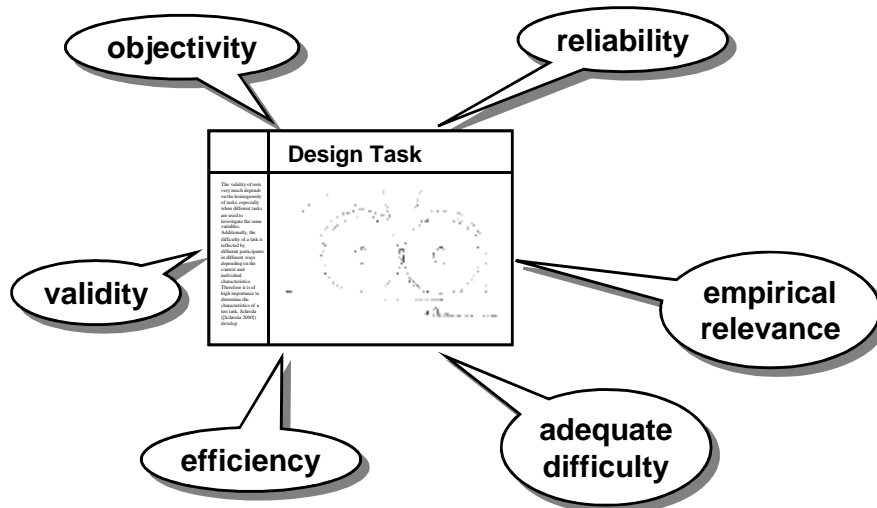 objectivity
reliability
Design Task
The validity of tests
very much depends
on the homogeneity
of tasks, especially
when different tasks
are used to
investigate the same
variables.
Additionally, the
difficulty of a task is
reflected by
different participants
in different ways
depending on the
context and
individual
characteristics.
Therefore it is of
high importance to
determine the
characteristics of a
test task. Schroda
([Schroda 2000])
develop
validity
empirical
relevance
efficiency
adequate
difficulty